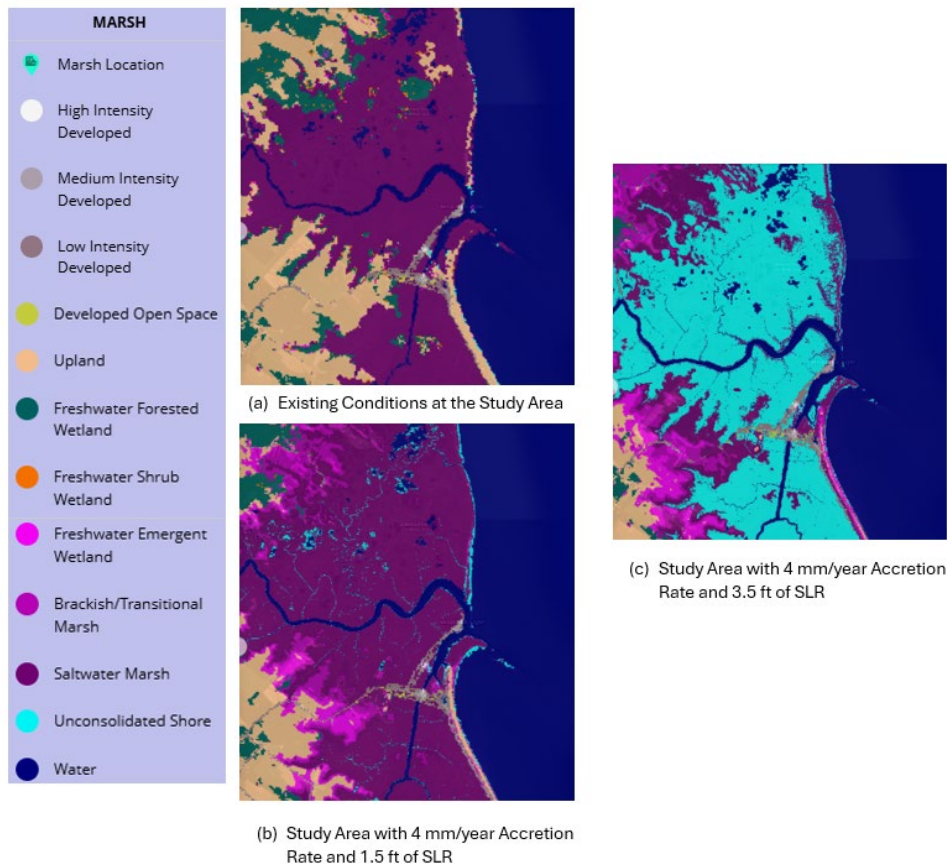 MARSH
Marsh Location
High Intensity
Developed
Medium Intensity
Developed
Low Intensity
Developed
Developed Open Space
Upland
Freshwater Forested
Wetland
Freshwater Shrub
Wetland
Freshwater Emergent
Wetland
Brackish/Transitional
Marsh
Saltwater Marsh
Unconsolidated Shore
Water
(a) Existing Conditions at the Study Area
(b) Study Area with 4 mm/year Accretion
Rate and 1.5 ft of SLR
(c) Study Area with 4 mm/year Accretion
Rate and 3.5 ft of SLR